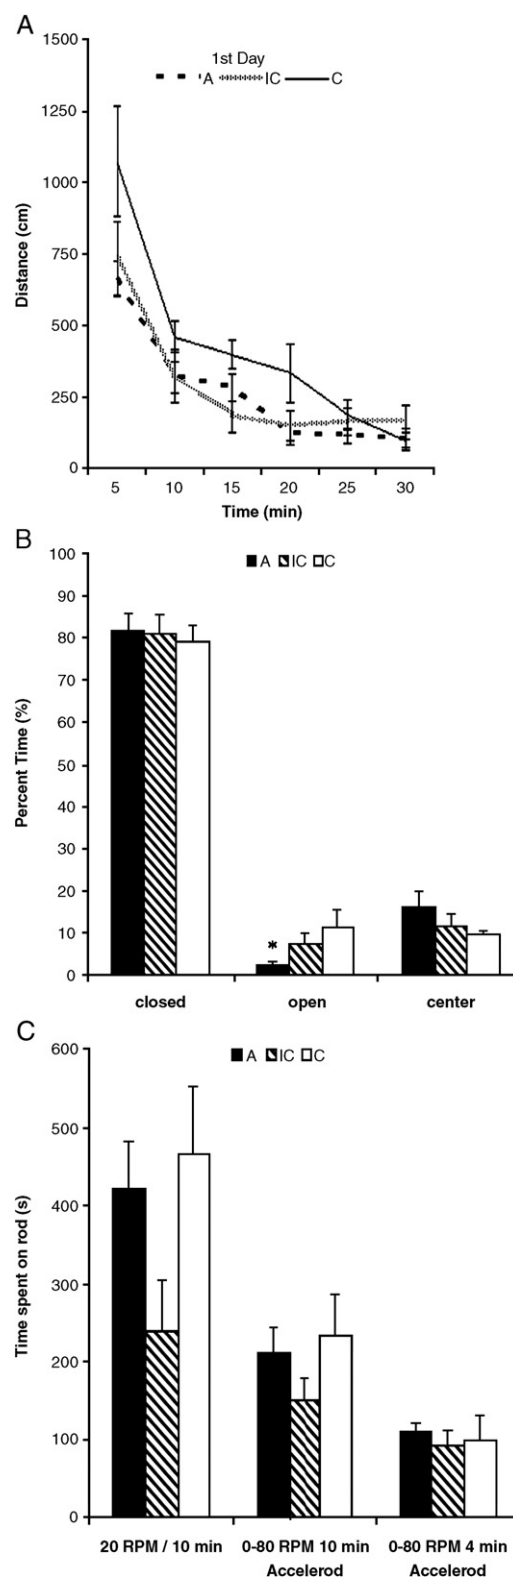 A
1500
1st Day
A IC C
1250
1000
750
500
250
0
Distance (cm)
5 10 15 20 25 30
Time (min)
B
100
A IC C
90
80
70
60
50
40
30
20
10
0
Percent Time (%)
*
closed open center
C
600
A IC C
500
400
300
200
100
0
Time spent on rod (s)
20 RPM / 10 min 0-80 RPM 10 min 0-80 RPM 4 min
Accelerod Accelerod